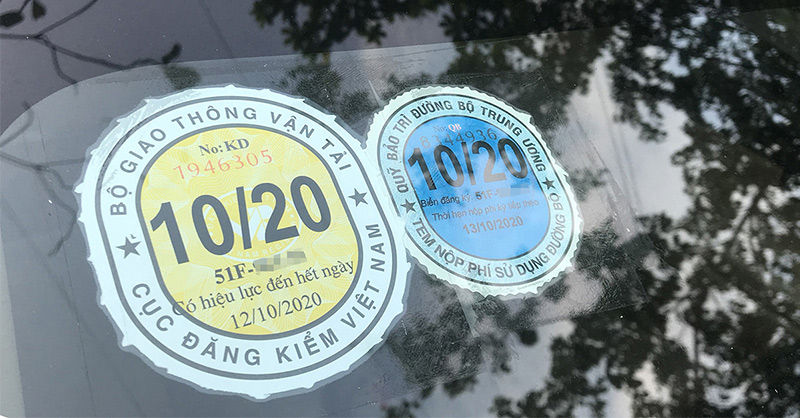 BỘ GIAO THÔNG VẬN TẢI
No: KD
1946305
10/20
51F-
Có hiệu lực đến hết ngày
12/10/2020
CỤC ĐĂNG KIỂM VIỆT NAM
QUỸ BẢO TRÌ ĐƯỜNG BỘ TRUNG ƯƠNG
10/20
Biển đăng ký: 51F-
Thời hạn nộp phí kỳ tiếp theo
13/10/2020
TEM NỘP PHÍ SỬ DỤNG ĐƯỜNG BỘ